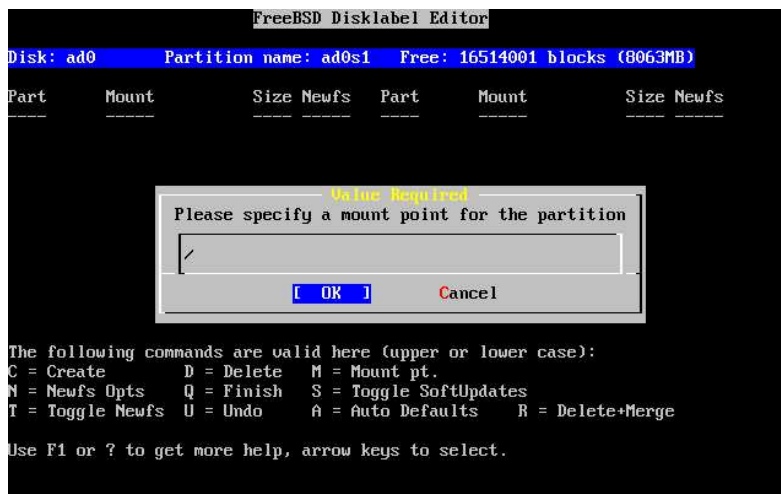 FreeBSD Disklabel Editor
Disk: ad0 Partition name: ad0s1 Free: 16514001 blocks (8063MB)
Part Mount Size Newfs Part Mount Size Newfs
---- ----- ---- ----- ---- ----- ---- -----
Value Required
Please specify a mount point for the partition
/
[ OK ] Cancel
The following commands are valid here (upper or lower case):
C = Create D = Delete M = Mount pt.
N = Newfs Opts Q = Finish S = Toggle SoftUpdates
T = Toggle Newfs U = Undo A = Auto Defaults R = Delete+Merge
Use F1 or ? to get more help, arrow keys to select.